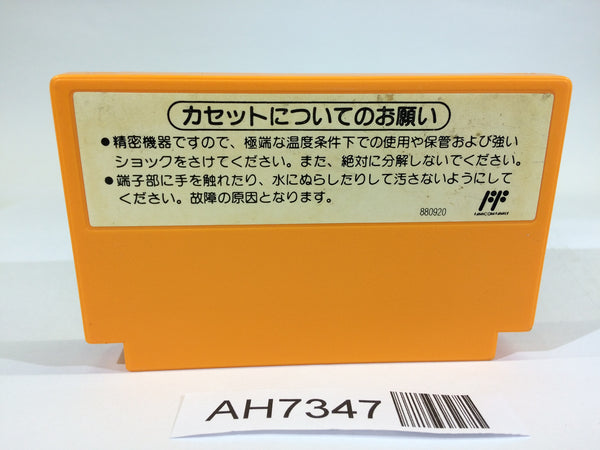 カセットについてのお願い
●精密機器ですので、極端な温度条件下での使用や保管および強い
ショックをさけてください。また、絶対に分解しないでください。
●端子部に手を触れたり、水にぬらしたりして汚さないようにして
ください。故障の原因となります。
880920
FAMICOM FAMILY
AH7347